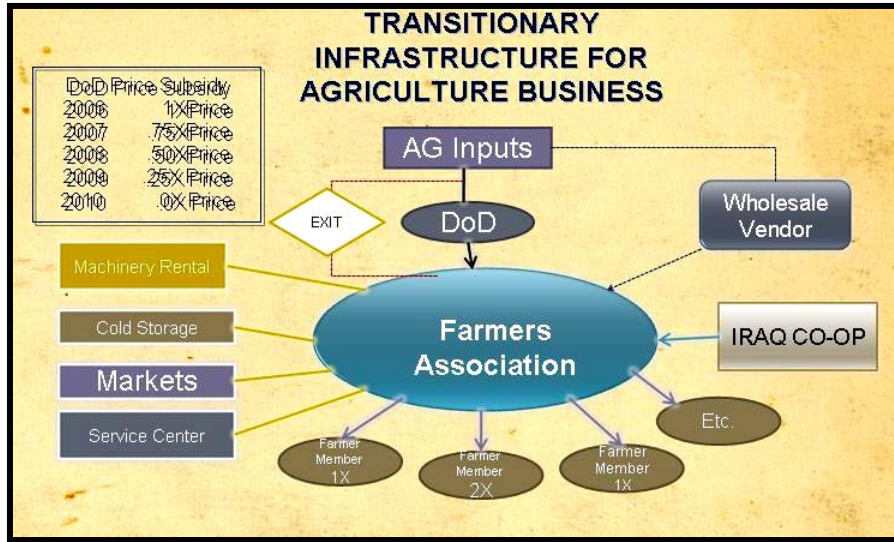 TRANSITIONARY
INFRASTRUCTURE FOR
AGRICULTURE BUSINESS
DoD Price Subsidy
2006 1XPrice
2007 .75XPrice
2008 .50XPrice
2009 .25X Price
2010 .0X Price
AG Inputs
EXIT
DoD
Wholesale
Vendor
Machinery Rental
Cold Storage
Markets
Service Center
Farmers
Association
IRAQ CO-OP
Farmer
Member
1X
Farmer
Member
2X
Farmer
Member
1X
Etc.